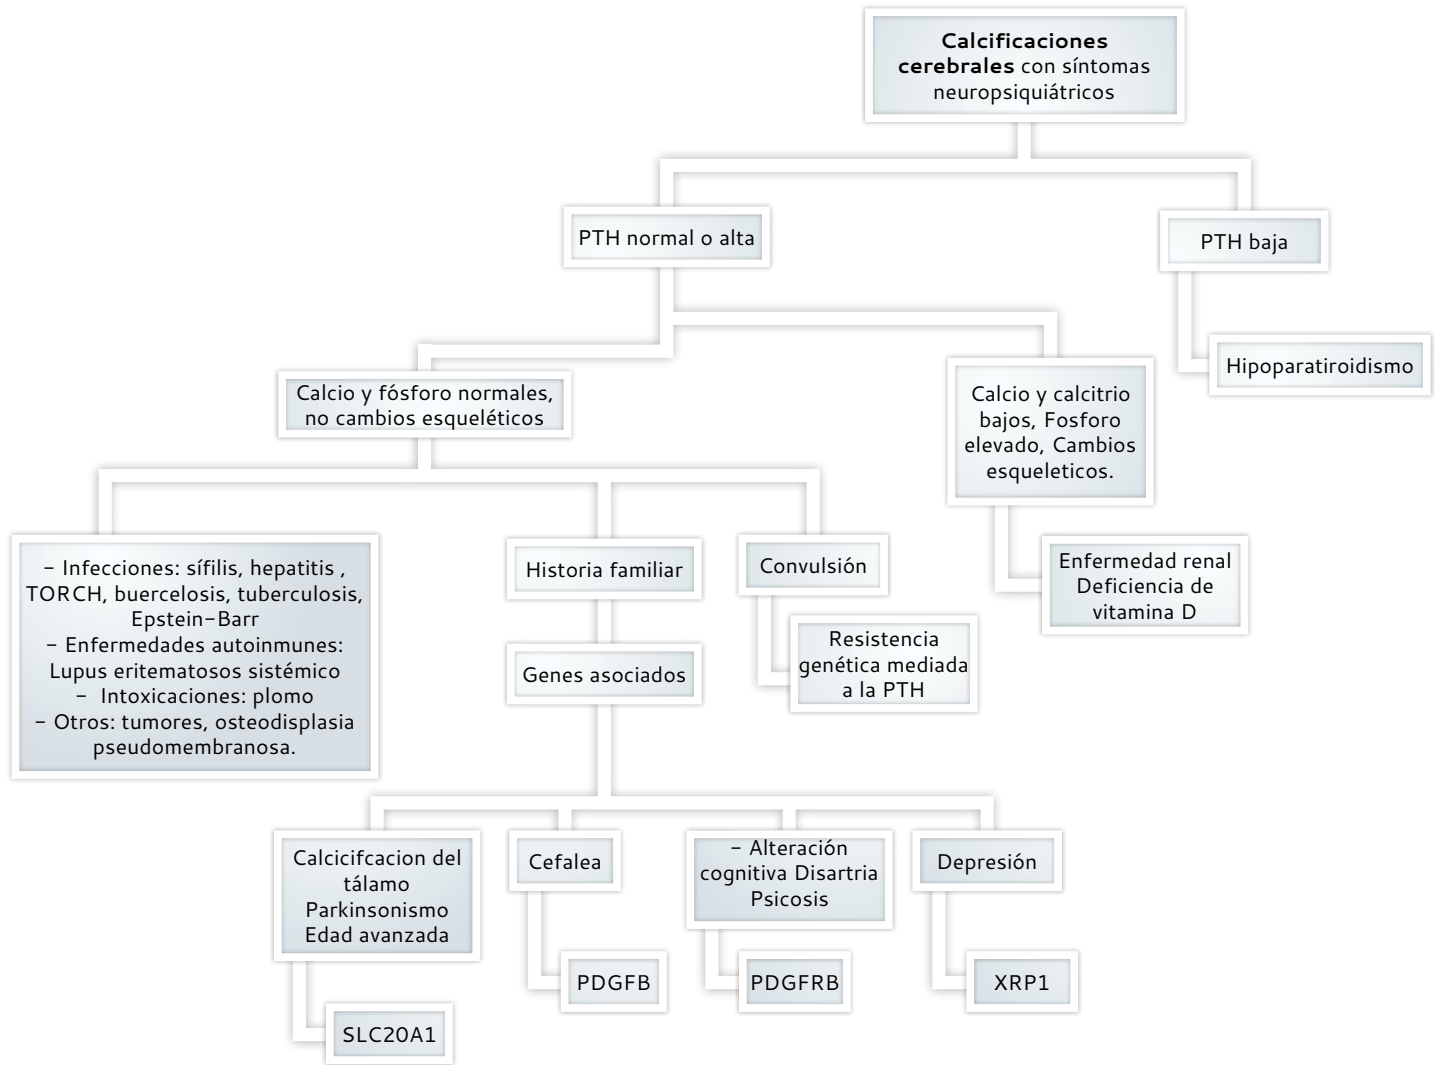 Calcificaciones
cerebrales con síntomas
neuropsiquiátricos
PTH normal o alta
PTH baja
Hipoparatiroidismo
Calcio y fósforo normales,
no cambios esqueléticos
Calcio y calcitrio
bajos, Fosforo
elevado, Cambios
esqueleticos.
- Infecciones: sífilis, hepatitis ,
TORCH, buercelosis, tuberculosis,
Epstein-Barr
- Enfermedades autoinmunes:
Lupus eritematosos sistémico
- Intoxicaciones: plomo
- Otros: tumores, osteodisplasia
pseudomembranosa.
Historia familiar
Convulsión
Enfermedad renal
Deficiencia de
vitamina D
Genes asociados
Resistencia
genética mediada
a la PTH
Calcicifcacion del
tálamo
Parkinsonismo
Edad avanzada
Cefalea
- Alteración
cognitiva Disartria
Psicosis
Depresión
SLC20A1
PDGFB
PDGFRB
XRP1